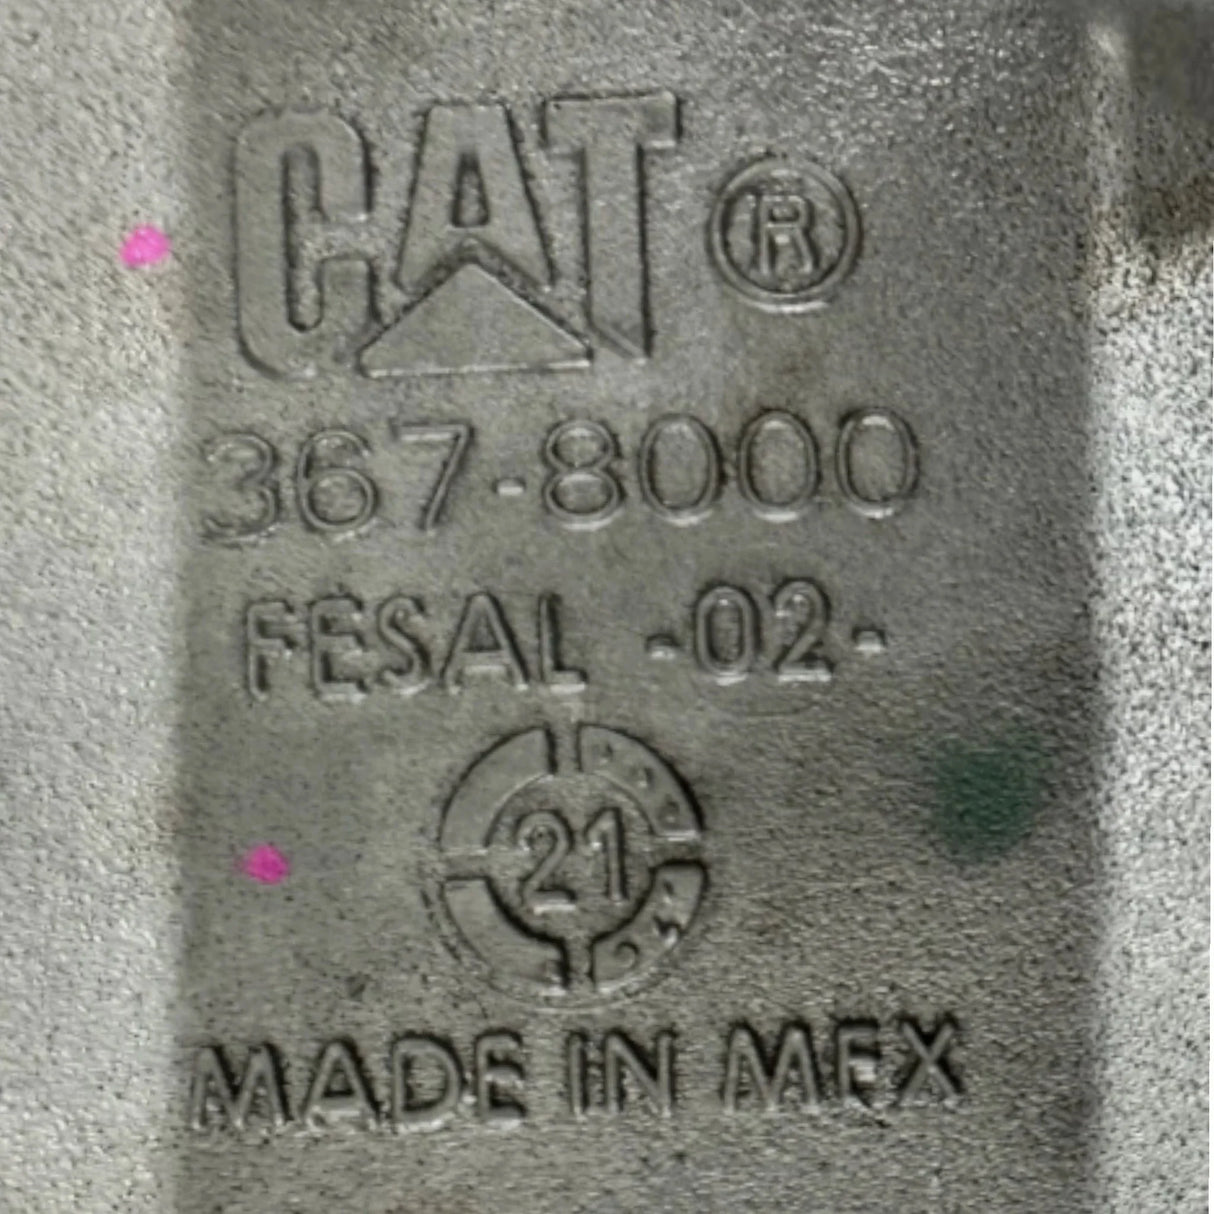 CAT ®
367-8000
FESAL -02-
21
MADE IN MEX